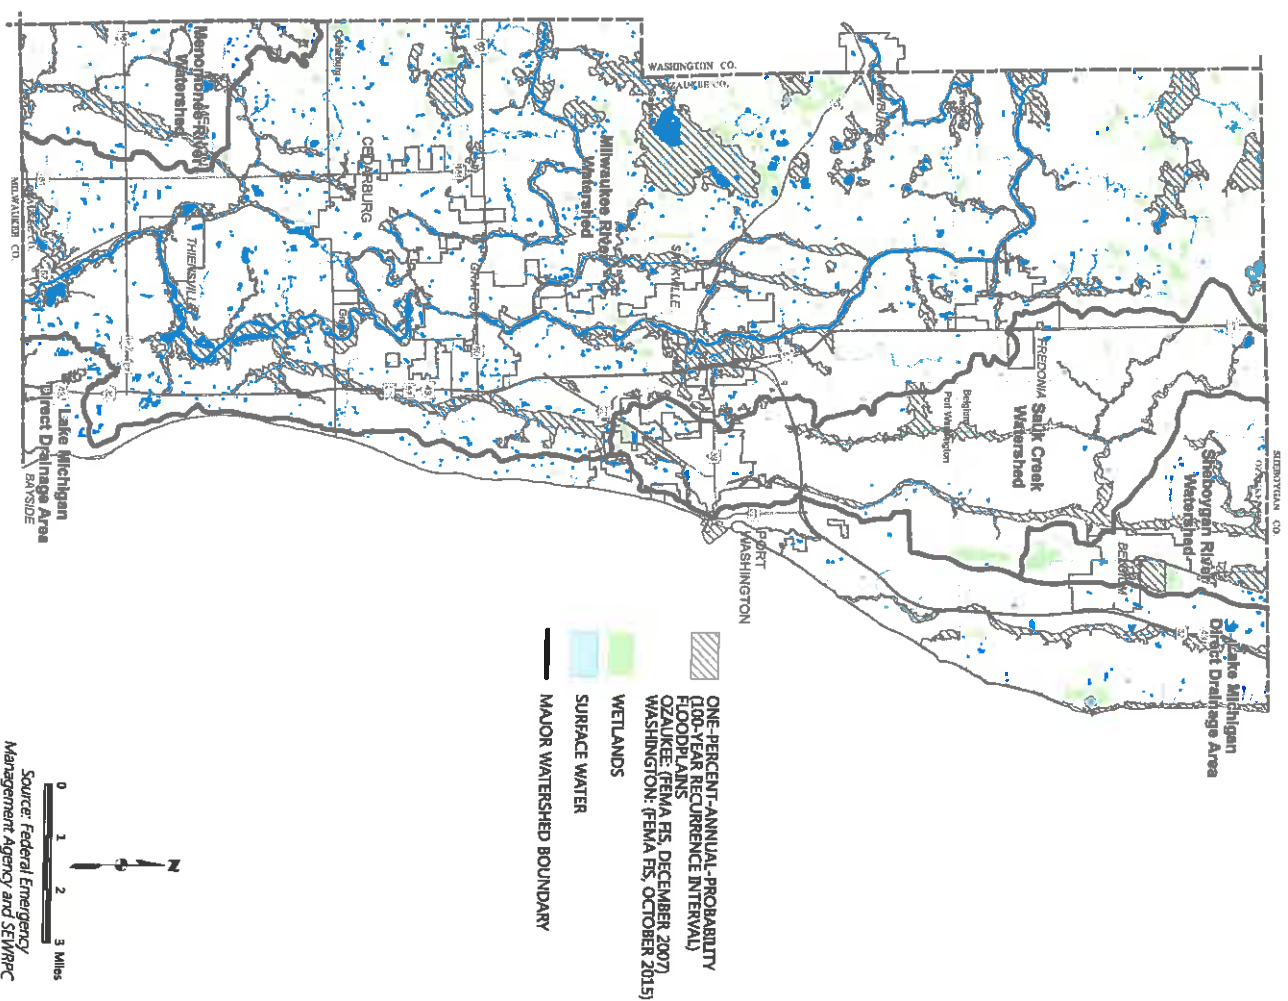 SHEBOYGAN CO.
Lake Michigan
Direct Drainage Area
Sheboygan River
Watershed
BELGIUM
Sauk Creek
Watershed
FREDONIA
Belgium
Port Washington
WASHINGTON CO.
OZAUKEE CO.
Milwaukee River
Watershed
SAUKVILLE
PORT
WASHINGTON
GRAFTON
CEDARBURG
Cedarburg
Menomonee River
Watershed
THIENSVILLE
MILWAUKEE CO.
Lake Michigan
Direct Drainage Area
BAYSIDE
ONE-PERCENT-ANNUAL-PROBABILITY
(100-YEAR RECURRENCE INTERVAL)
FLOODPLAINS
OZAUKEE: (FEMA FIS, DECEMBER 2007)
WASHINGTON: (FEMA FIS, OCTOBER 2015)
WETLANDS
SURFACE WATER
MAJOR WATERSHED BOUNDARY
N
0 1 2 3 Miles
Source: Federal Emergency
Management Agency and SEWRPC